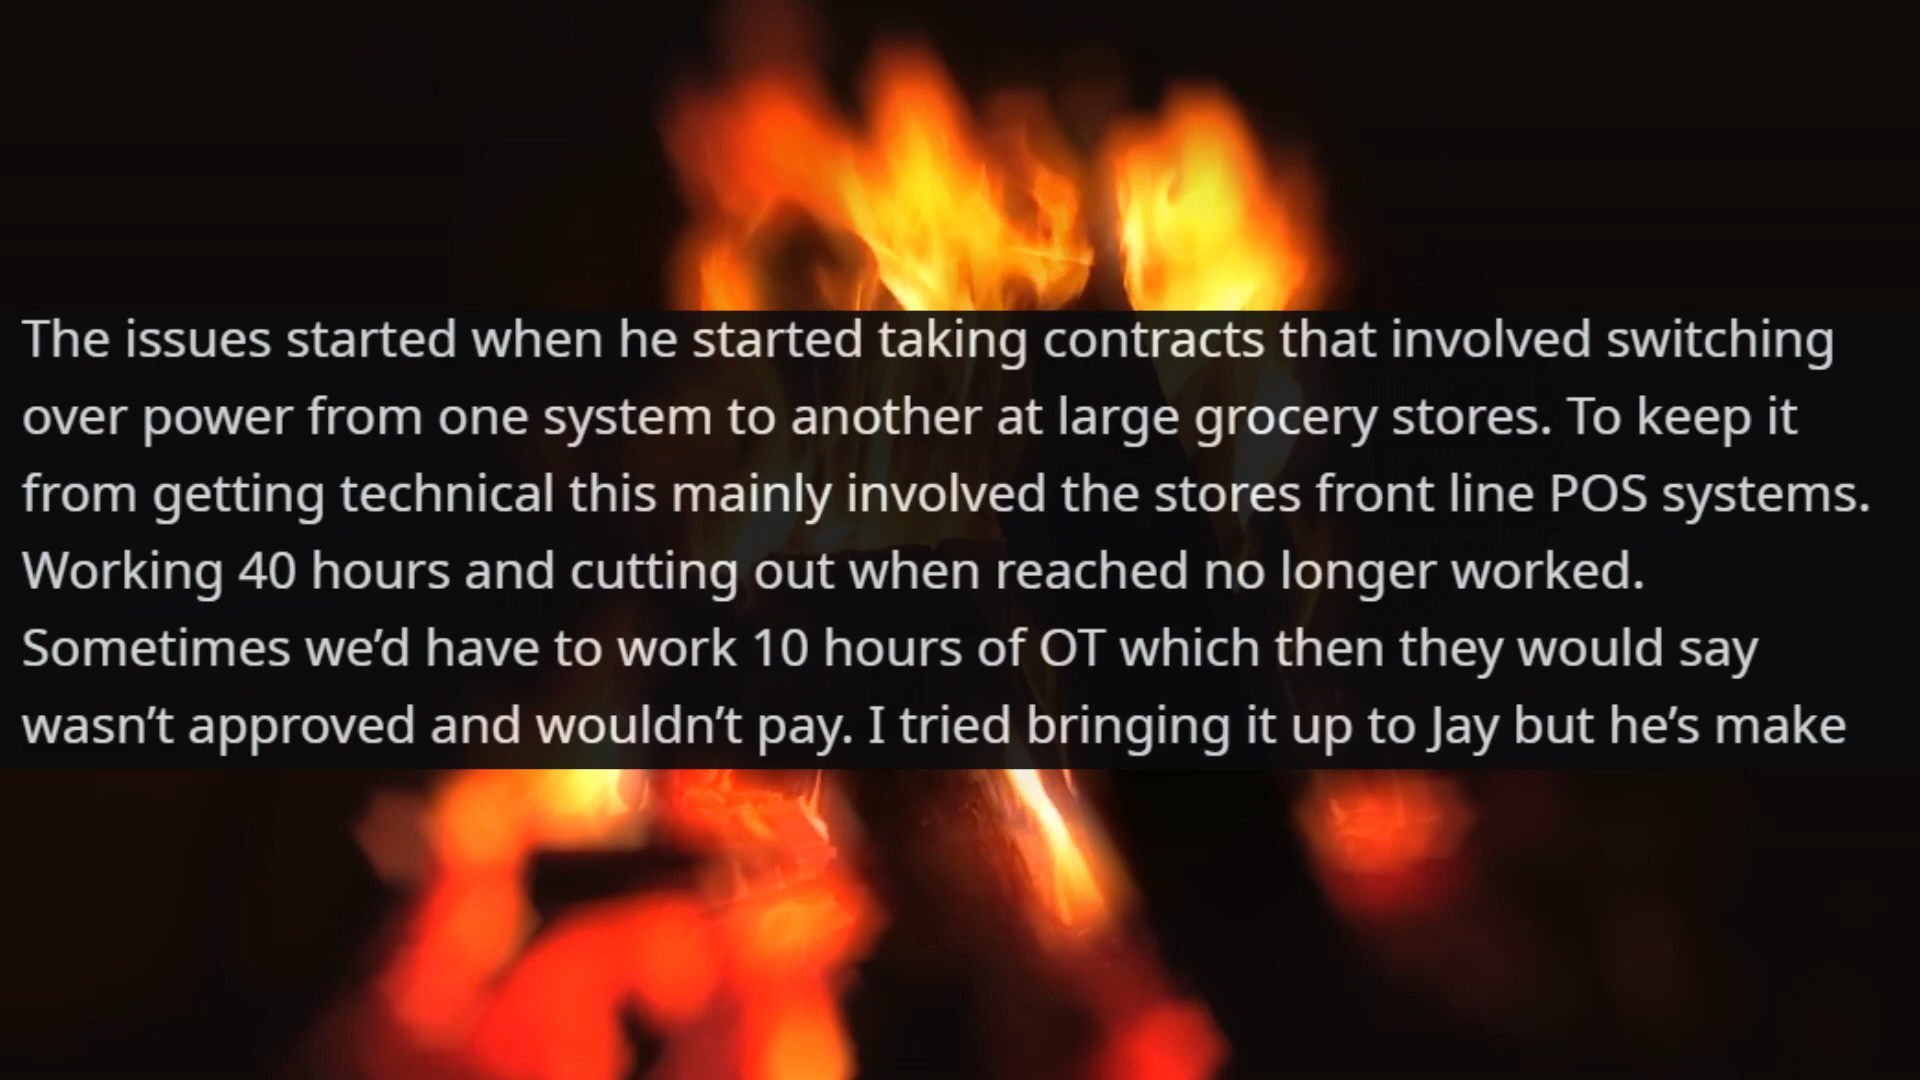 The issues started when he started taking contracts that involved switching
over power from one system to another at large grocery stores. To keep it
from getting technical this mainly involved the stores front line POS systems.
Working 40 hours and cutting out when reached no longer worked.
Sometimes we’d have to work 10 hours of OT which then they would say
wasn’t approved and wouldn’t pay. I tried bringing it up to Jay but he’s make